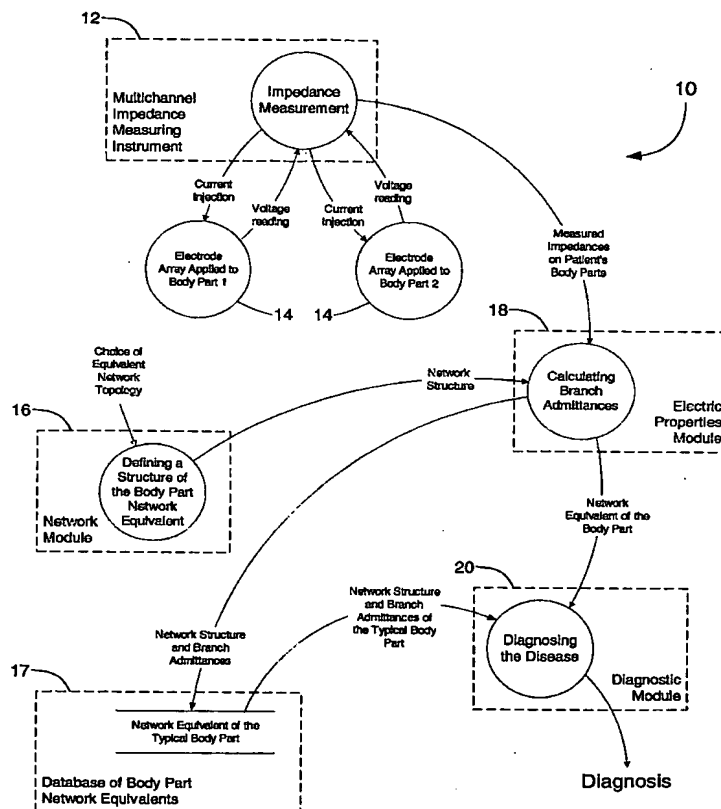 12
10
Impedance
Measurement
Multichannel
Impedance
Measuring
Instrument
Current
Injection
Voltage
reading
Current
Injection
Voltage
reading
Electrode
Array Applied to
Body Part 1
Electrode
Array Applied to
Body Part 2
14
14
Measured
Impedances
on Patient's
Body Parts
18
Choice of
Equivalent
Network
Topology
Network
Structure
Calculating
Branch
Admittances
Electric
Properties
Module
16
Defining a
Structure of
the Body Part
Network
Equivalent
Network
Module
Network
Equivalent of the
Body Part
20
Network Structure
and Branch
Admittances of
the Typical Body
Part
Diagnosing
the Disease
Diagnostic
Module
Network Structure
and Branch
Admittances
17
Network Equivalent of the
Typical Body Part
Database of Body Part
Network Equivalents
Diagnosis